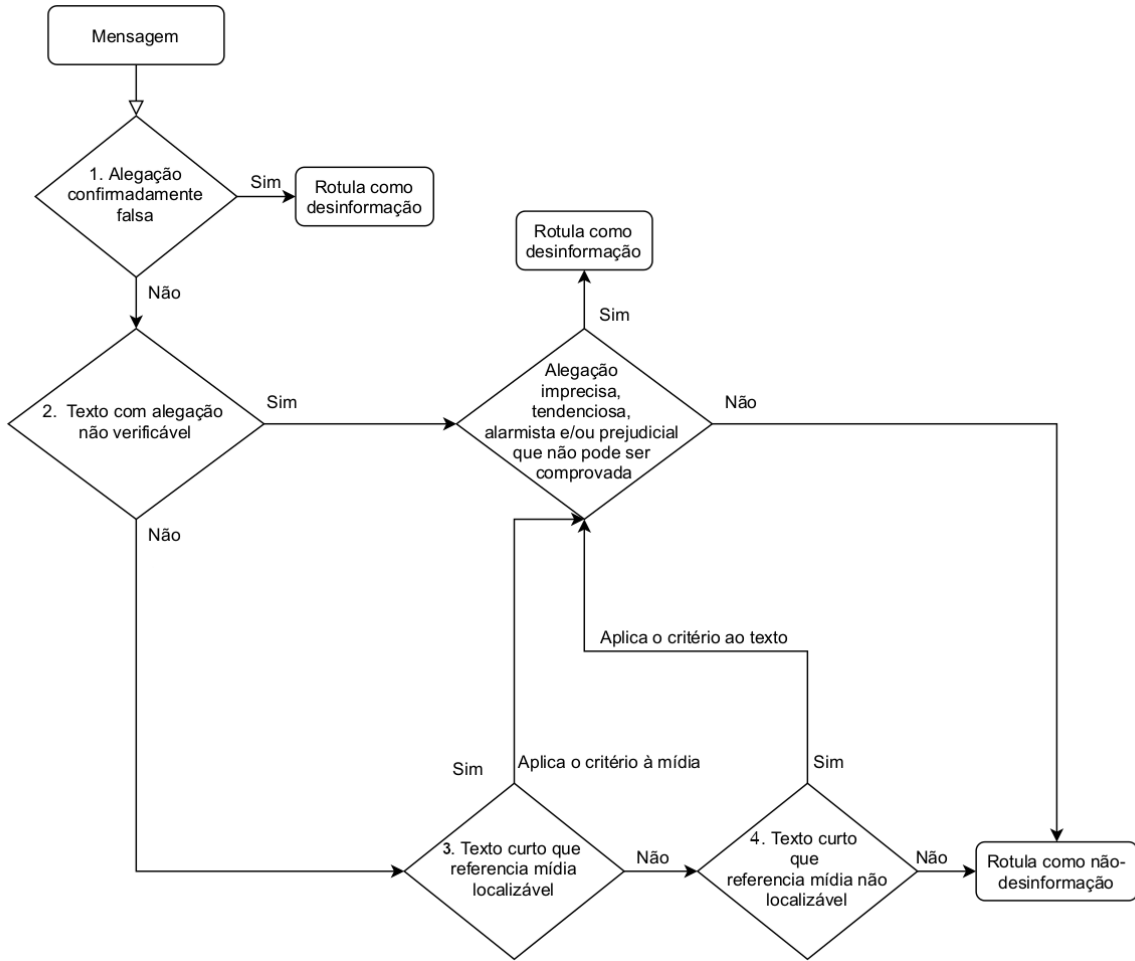 Mensagem
1. Alegação
confirmadamente
falsa
Sim
Rotula como
desinformação
Não
2. Texto com alegação
não verificável
Sim
Rotula como
desinformação
Sim
Alegação
imprecisa,
tendenciosa,
alarmista e/ou prejudicial
que não pode ser
comprovada
Não
Não
Aplica o critério ao texto
Sim
Aplica o critério à mídia
Sim
3. Texto curto que
referencia mídia
localizável
Não
4. Texto curto
que
referencia mídia não
localizável
Não
Rotula como não-
desinformação